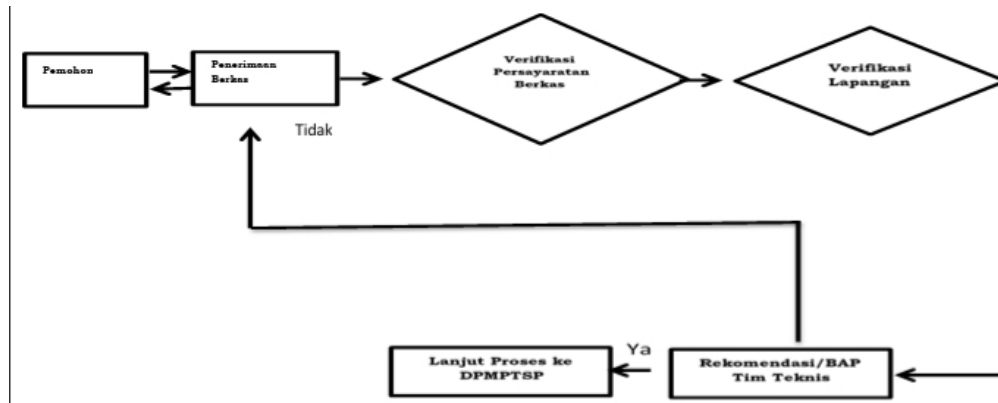 Pemohon
Penerimaan
Berkas
Verifikasi
Persayaratan
Berkas
Verifikasi
Lapangan
Tidak
Ya
Lanjut Proses ke
DPMPTSP
Rekomendasi/BAP
Tim Teknis